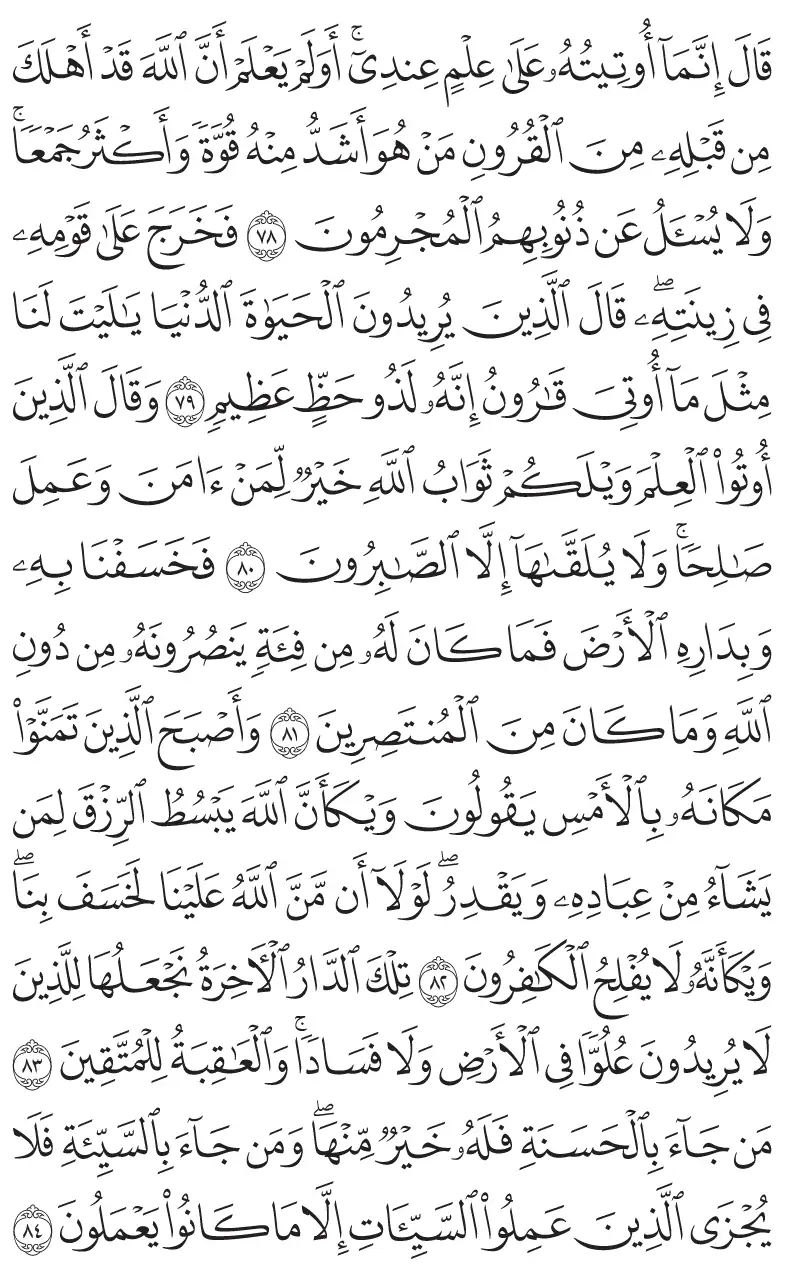 قَالَ إِنَّمَآ أُوتِيتُهُۥ عَلَىٰ عِلْمٍ عِندِىٓ ۚ أَوَلَمْ يَعْلَمْ أَنَّ ٱللَّهَ قَدْ أَهْلَكَ
مِن قَبْلِهِۦ مِنَ ٱلْقُرُونِ مَنْ هُوَ أَشَدُّ مِنْهُ قُوَّةً وَأَكْثَرُ جَمْعًا ۚ
وَلَا يُسْـَٔلُ عَن ذُنُوبِهِمُ ٱلْمُجْرِمُونَ ٧٨ فَخَرَجَ عَلَىٰ قَوْمِهِۦ
فِى زِينَتِهِۦ ۖ قَالَ ٱلَّذِينَ يُرِيدُونَ ٱلْحَيَوٰةَ ٱلدُّنْيَا يَـٰلَيْتَ لَنَا
مِثْلَ مَآ أُوتِىَ قَـٰرُونُ إِنَّهُۥ لَذُو حَظٍّ عَظِيمٍ ٧٩ وَقَالَ ٱلَّذِينَ
أُوتُوا۟ ٱلْعِلْمَ وَيْلَكُمْ ثَوَابُ ٱللَّهِ خَيْرٌ لِّمَنْ ءَامَنَ وَعَمِلَ
صَـٰلِحًا ۚ وَلَا يُلَقَّىٰهَآ إِلَّا ٱلصَّـٰبِرُونَ ٨٠ فَخَسَفْنَا بِهِۦ
وَبِدَارِهِ ٱلْأَرْضَ فَمَا كَانَ لَهُۥ مِن فِئَةٍ يَنصُرُونَهُۥ مِن دُونِ
ٱللَّهِ وَمَا كَانَ مِنَ ٱلْمُنتَصِرِينَ ٨١ وَأَصْبَحَ ٱلَّذِينَ تَمَنَّوْا۟
مَكَانَهُۥ بِٱلْأَمْسِ يَقُولُونَ وَيْكَأَنَّ ٱللَّهَ يَبْسُطُ ٱلرِّزْقَ لِمَن
يَشَآءُ مِنْ عِبَادِهِۦ وَيَقْدِرُ ۖ لَوْلَآ أَن مَّنَّ ٱللَّهُ عَلَيْنَا لَخَسَفَ بِنَا ۖ
وَيْكَأَنَّهُۥ لَا يُفْلِحُ ٱلْكَـٰفِرُونَ ٨٢ تِلْكَ ٱلدَّارُ ٱلْـَٔاخِرَةُ نَجْعَلُهَا لِلَّذِينَ
لَا يُرِيدُونَ عُلُوًّا فِى ٱلْأَرْضِ وَلَا فَسَادًا ۚ وَٱلْعَـٰقِبَةُ لِلْمُتَّقِينَ ٨٣
مَن جَآءَ بِٱلْحَسَنَةِ فَلَهُۥ خَيْرٌ مِّنْهَا ۖ وَمَن جَآءَ بِٱلسَّيِّئَةِ فَلَا
يُجْزَى ٱلَّذِينَ عَمِلُوا۟ ٱلسَّيِّـَٔاتِ إِلَّا مَا كَانُوا۟ يَعْمَلُونَ ٨٤